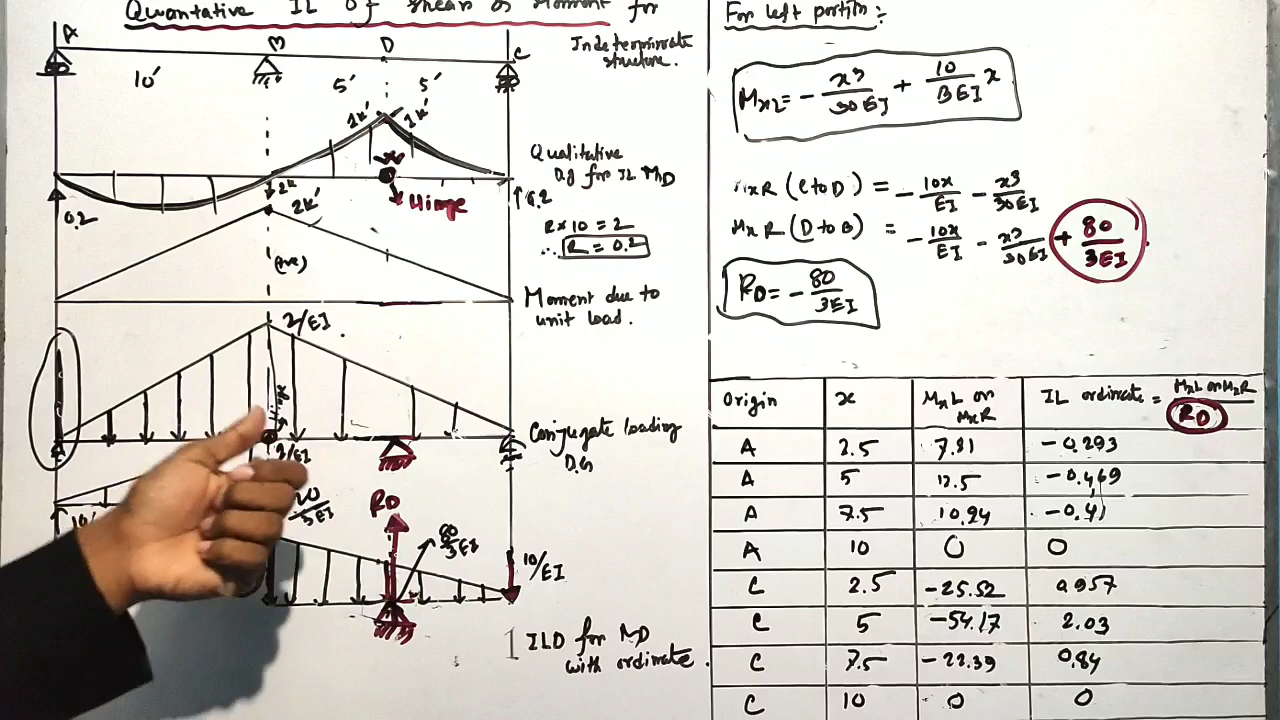 Quantative IL Of Shear or Moment for
Indeterminate
structure.
A
B
D
C
10'
5'
5'
1k'
1k'
Qualitative
Dg for IL MD
Hinge
0.2
2k
2k'
↑0.2
R×10 = 2
∴ R = 0.2
(+ve)
Moment due to
unit load.
2/EI
Conjugate loading
D.g
RD
80/3EI
10/EI
ILD for MD
with ordinate.
For left portion:-
MxL = - x³/30EI + 10/3EI x
MxR (C to D) = - 10x/EI - x³/30EI
MxR (D to B) = - 10x/EI - x³/30EI + 80/3EI
RD = - 80/3EI
Origin x MxL or MxR IL ordinate = MxL or MxR / RD
A 2.5 7.81 -0.293
A 5 12.5 -0.469
A 7.5 10.94 -0.41
A 10 0 0
C 2.5 -25.52 0.957
C 5 -54.17 2.03
C 7.5 -22.39 0.84
C 10 0 0